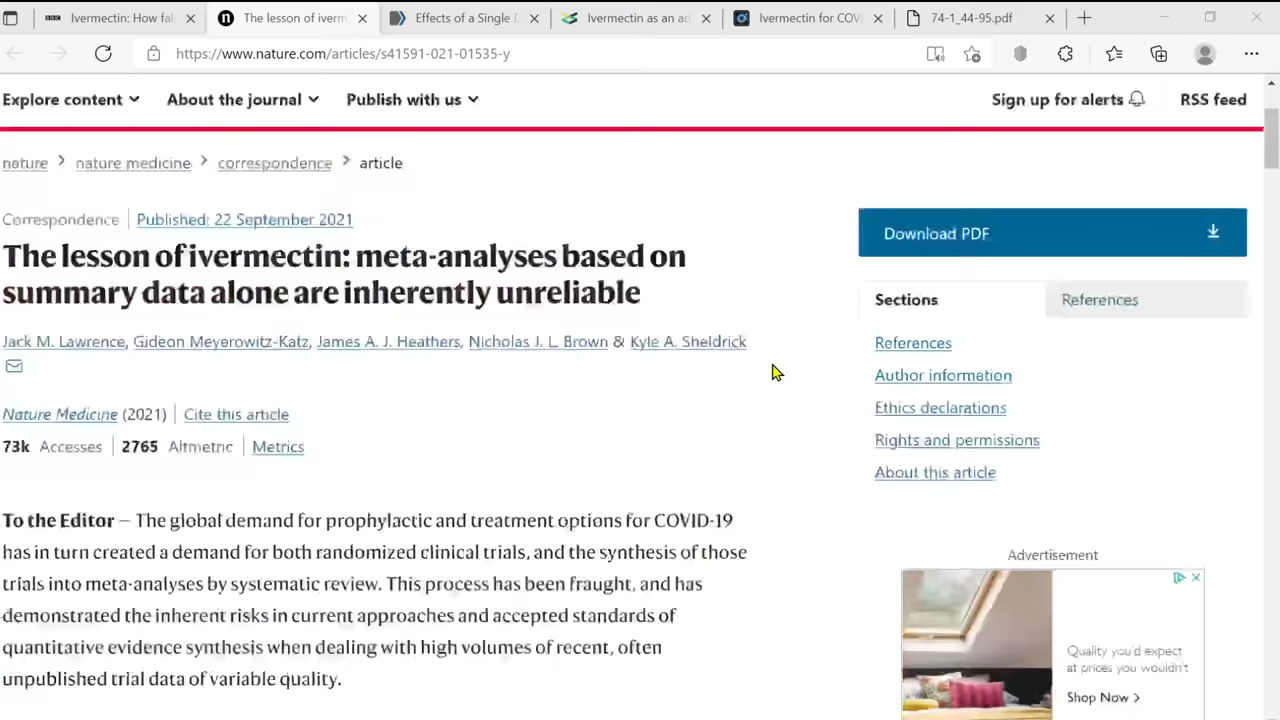 BBC Ivermectin: How fal
n The lesson of iverm
Effects of a Single D
Ivermectin as an ad
Ivermectin for COV
74-1_44-95.pdf
https://www.nature.com/articles/s41591-021-01535-y
Explore content About the journal Publish with us Sign up for alerts RSS feed
nature > nature medicine > correspondence > article
Correspondence | Published: 22 September 2021
The lesson of ivermectin: meta-analyses based on
summary data alone are inherently unreliable
Jack M. Lawrence, Gideon Meyerowitz-Katz, James A. J. Heathers, Nicholas J. L. Brown & Kyle A. Sheldrick
Nature Medicine (2021) | Cite this article
73k Accesses | 2765 Altmetric | Metrics
To the Editor — The global demand for prophylactic and treatment options for COVID-19
has in turn created a demand for both randomized clinical trials, and the synthesis of those
trials into meta-analyses by systematic review. This process has been fraught, and has
demonstrated the inherent risks in current approaches and accepted standards of
quantitative evidence synthesis when dealing with high volumes of recent, often
unpublished trial data of variable quality.
Download PDF
Sections References
References
Author information
Ethics declarations
Rights and permissions
About this article
Advertisement
Quality you'd expect
at prices you wouldn't
Shop Now >